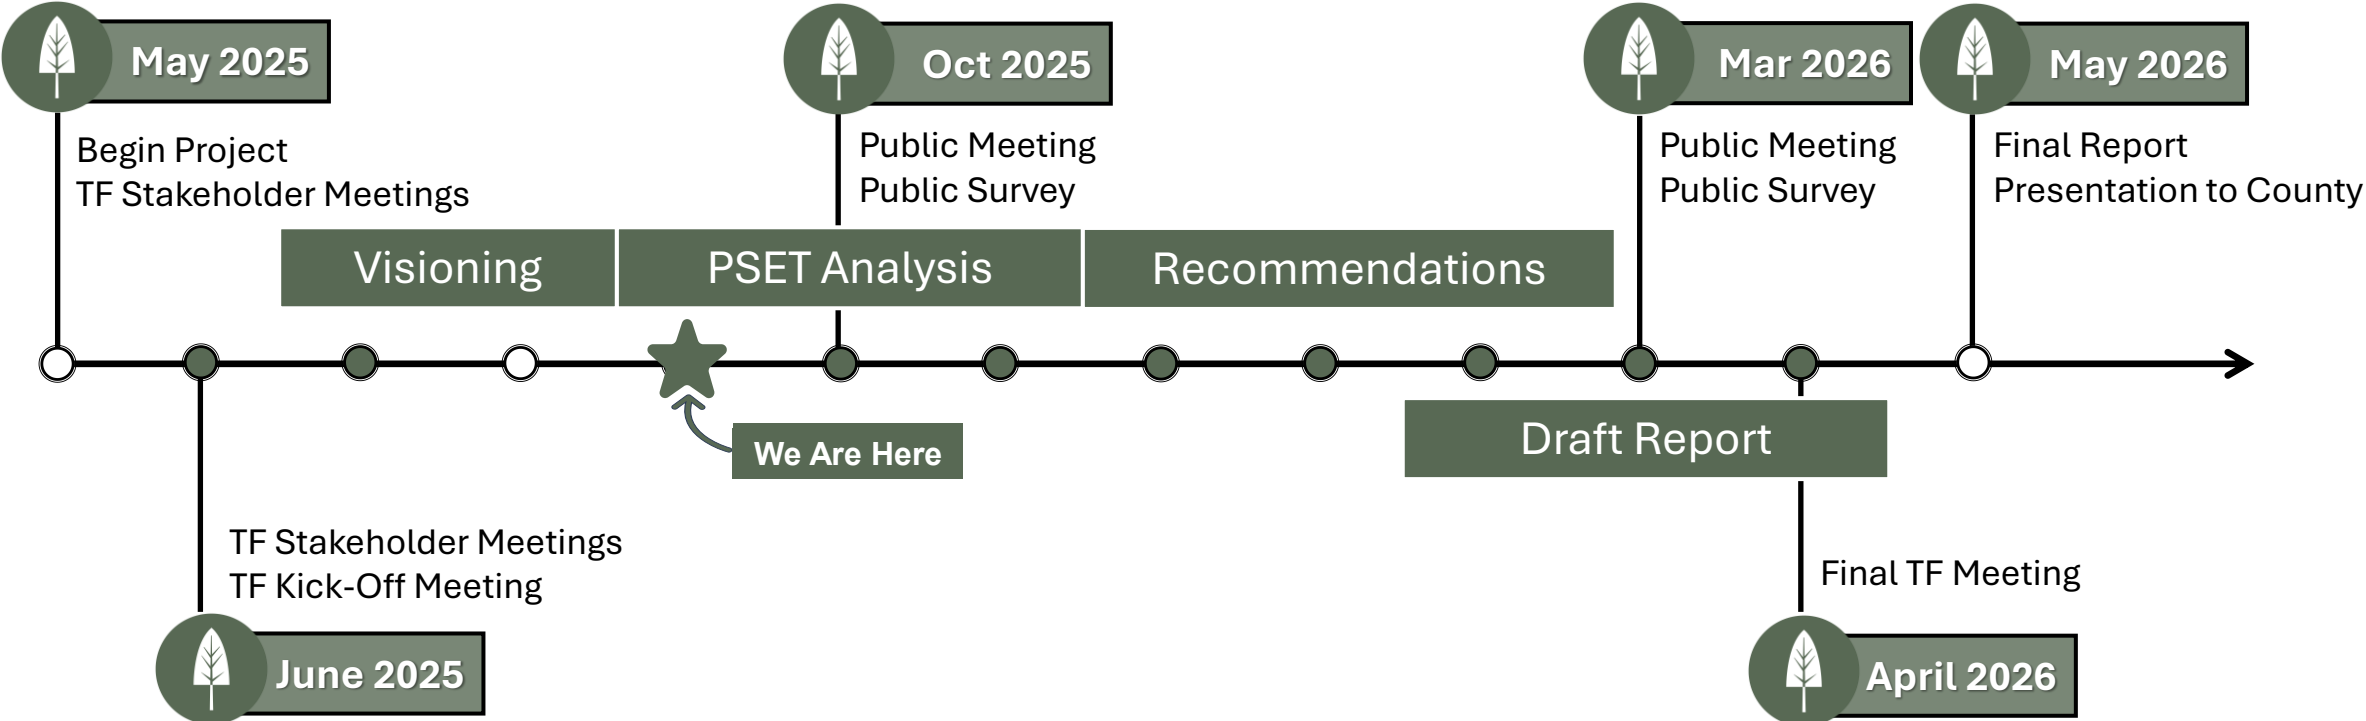 May 2025
Oct 2025
Mar 2026
May 2026
Begin Project
TF Stakeholder Meetings
Public Meeting
Public Survey
Public Meeting
Public Survey
Final Report
Presentation to County
Visioning
PSET Analysis
Recommendations
We Are Here
Draft Report
TF Stakeholder Meetings
TF Kick-Off Meeting
Final TF Meeting
June 2025
April 2026